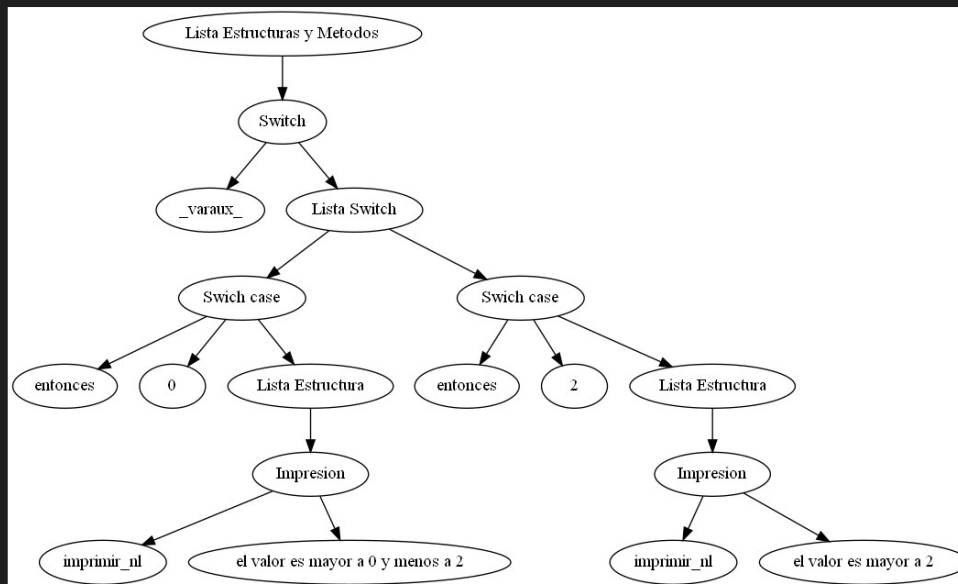 Lista Estructuras y Metodos
Switch
_varaux_
Lista Switch
Swich case
Swich case
entonces
0
Lista Estructura
entonces
2
Lista Estructura
Impresion
Impresion
imprimir_nl
el valor es mayor a 0 y menos a 2
imprimir_nl
el valor es mayor a 2